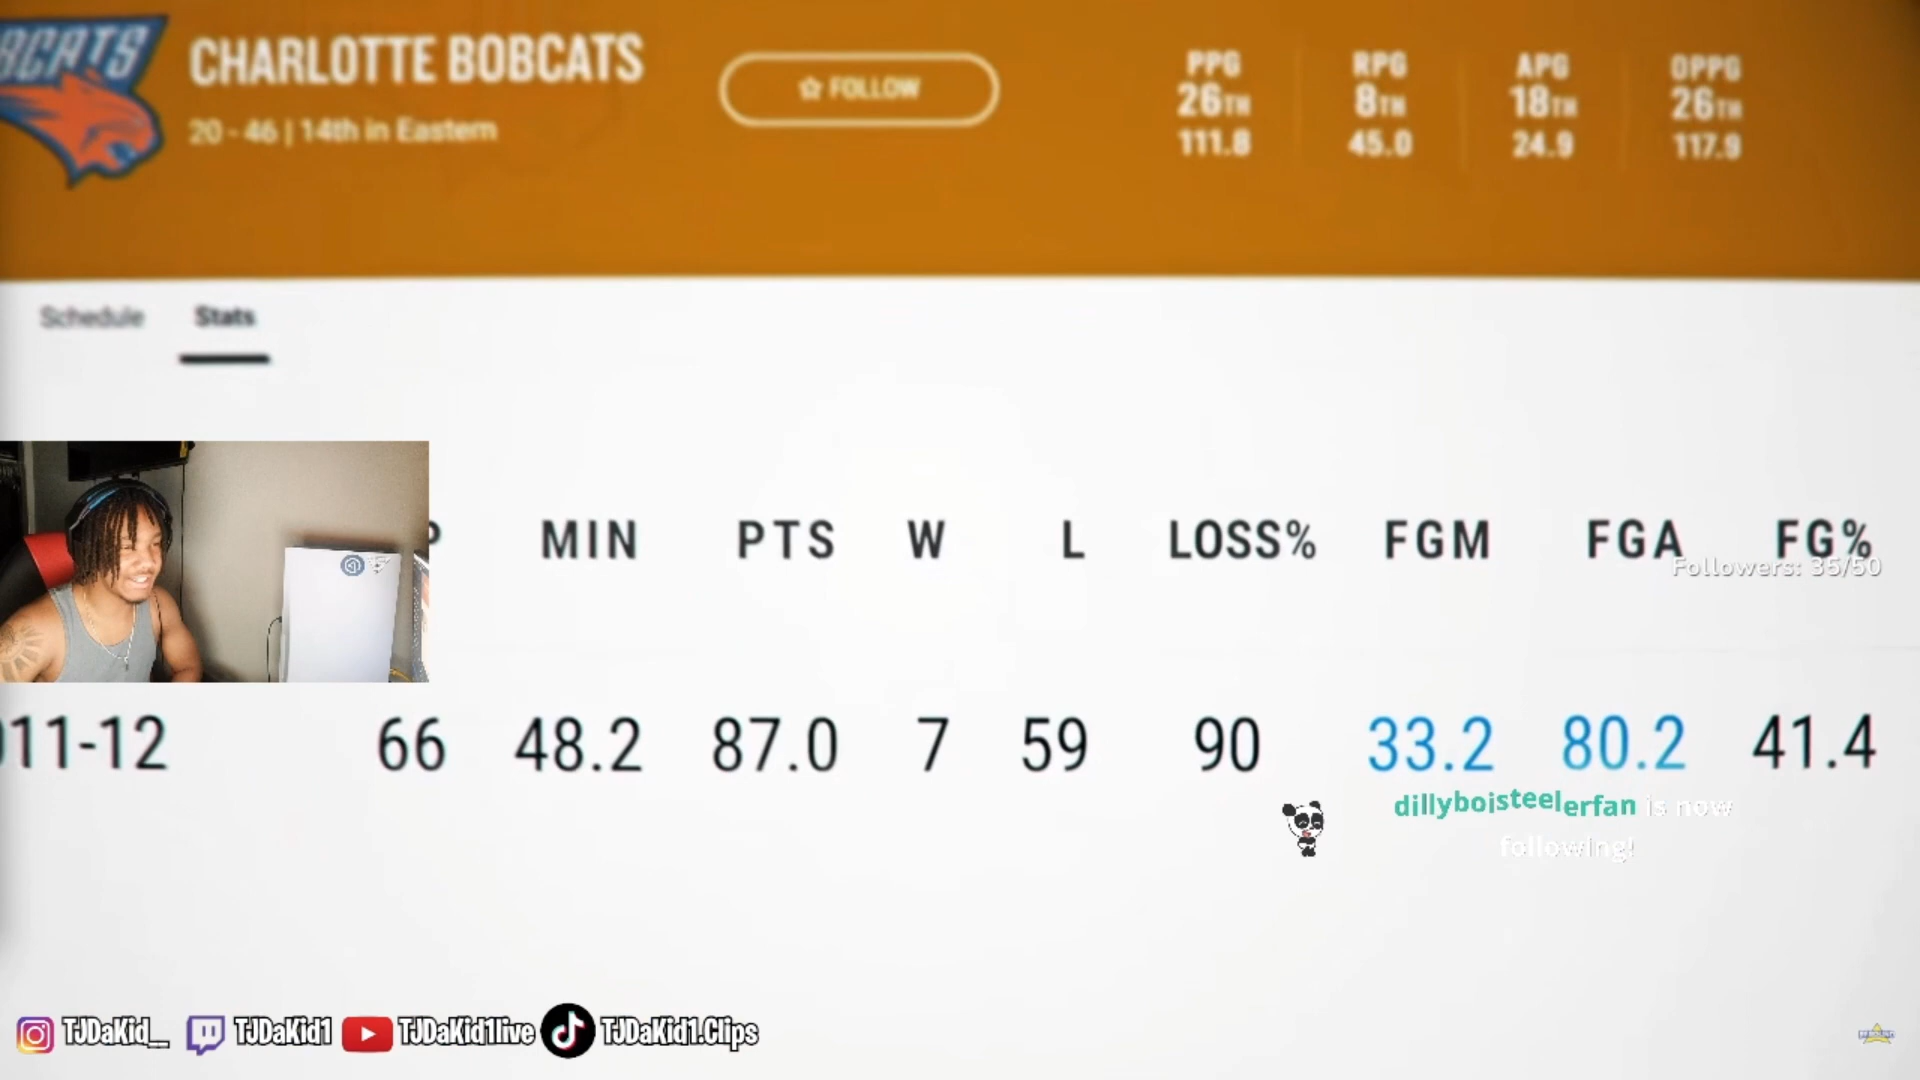 BCATS
CHARLOTTE BOBCATS
20 - 46 | 14th in Eastern
☆ FOLLOW
PPG RPG APG OPPG
26TH 8TH 18TH 26TH
111.8 45.0 24.9 117.9
Schedule Stats
P MIN PTS W L LOSS% FGM FGA FG%
Followers: 35/50
011-12 66 48.2 87.0 7 59 90 33.2 80.2 41.4
dillyboisteelerfan is now
following!
TJDaKid__ TJDaKid1 TJDaKid1live TJDaKid1.Clips